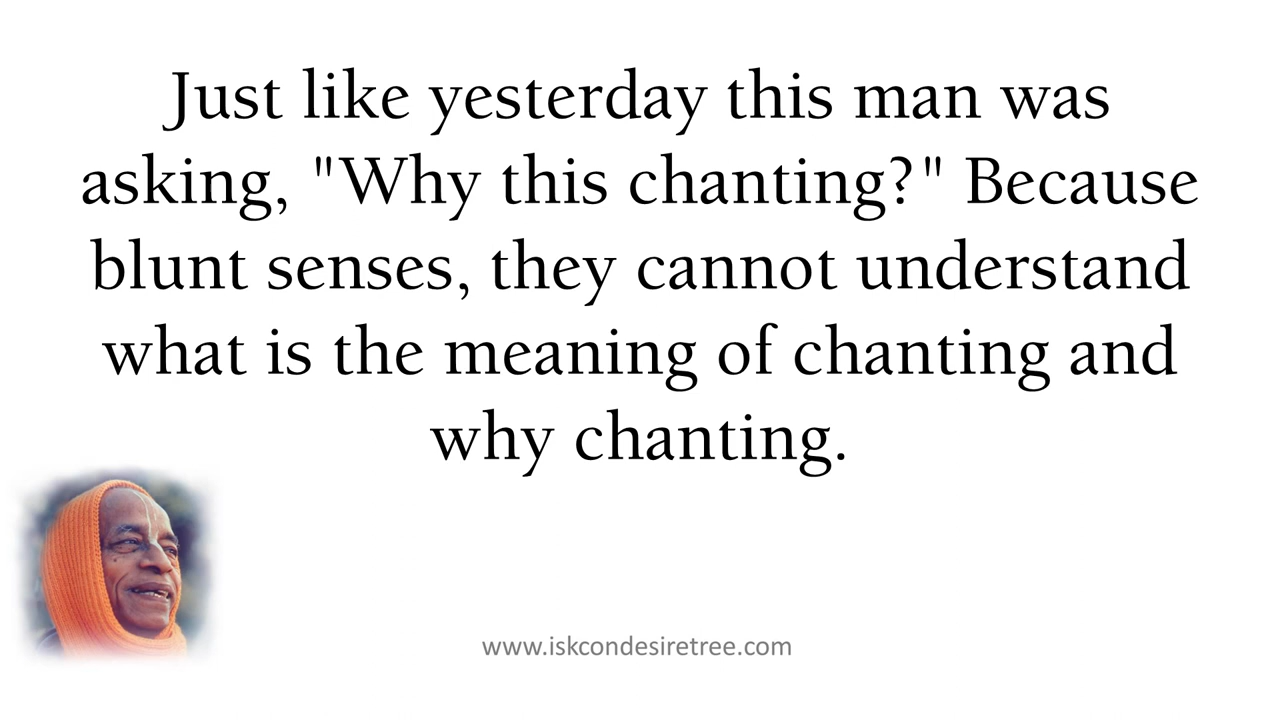 Just like yesterday this man was
asking, "Why this chanting?" Because
blunt senses, they cannot understand
what is the meaning of chanting and
why chanting.
www.iskcondesiretree.com